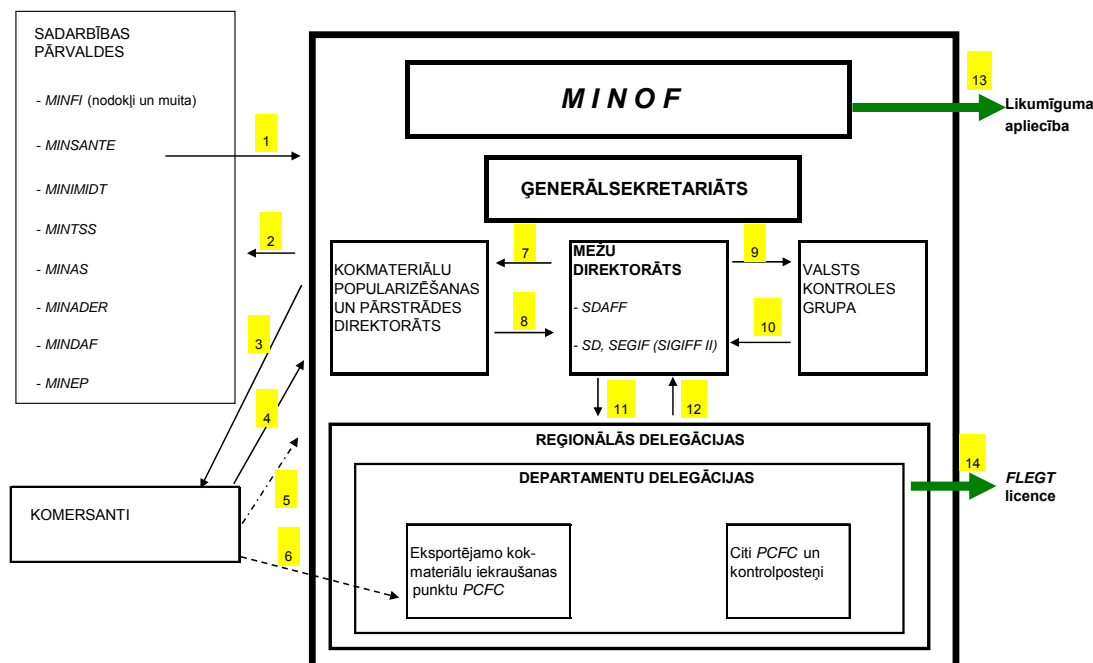 SADARBĪBAS
PĀRVALDES
- MINFI (nodokļi un muita)
- MINSANTE
- MINIMIDT
- MINTSS
- MINAS
- MINADER
- MINDAF
- MINEP
1
2
3
4
5
6
KOMERSANTI
MINOF
13
Likumīguma
apliecība
ĢENERĀLSEKRETARIĀTS
KOKMATERIĀLU
POPULARIZĒŠANAS
UN PĀRSTRĀDES
DIREKTORĀTS
7
8
MEŽU
DIREKTORĀTS
- SDAFF
- SD, SEGIF (SIGIFF II)
9
10
VALSTS
KONTROLES
GRUPA
11
12
REĢIONĀLĀS DELEGĀCIJAS
DEPARTAMENTU DELEGĀCIJAS
14
FLEGT
licence
Eksportējamo kok-
materiālu iekraušanas
punktu PCFC
Citi PCFC un
kontrolposteņi